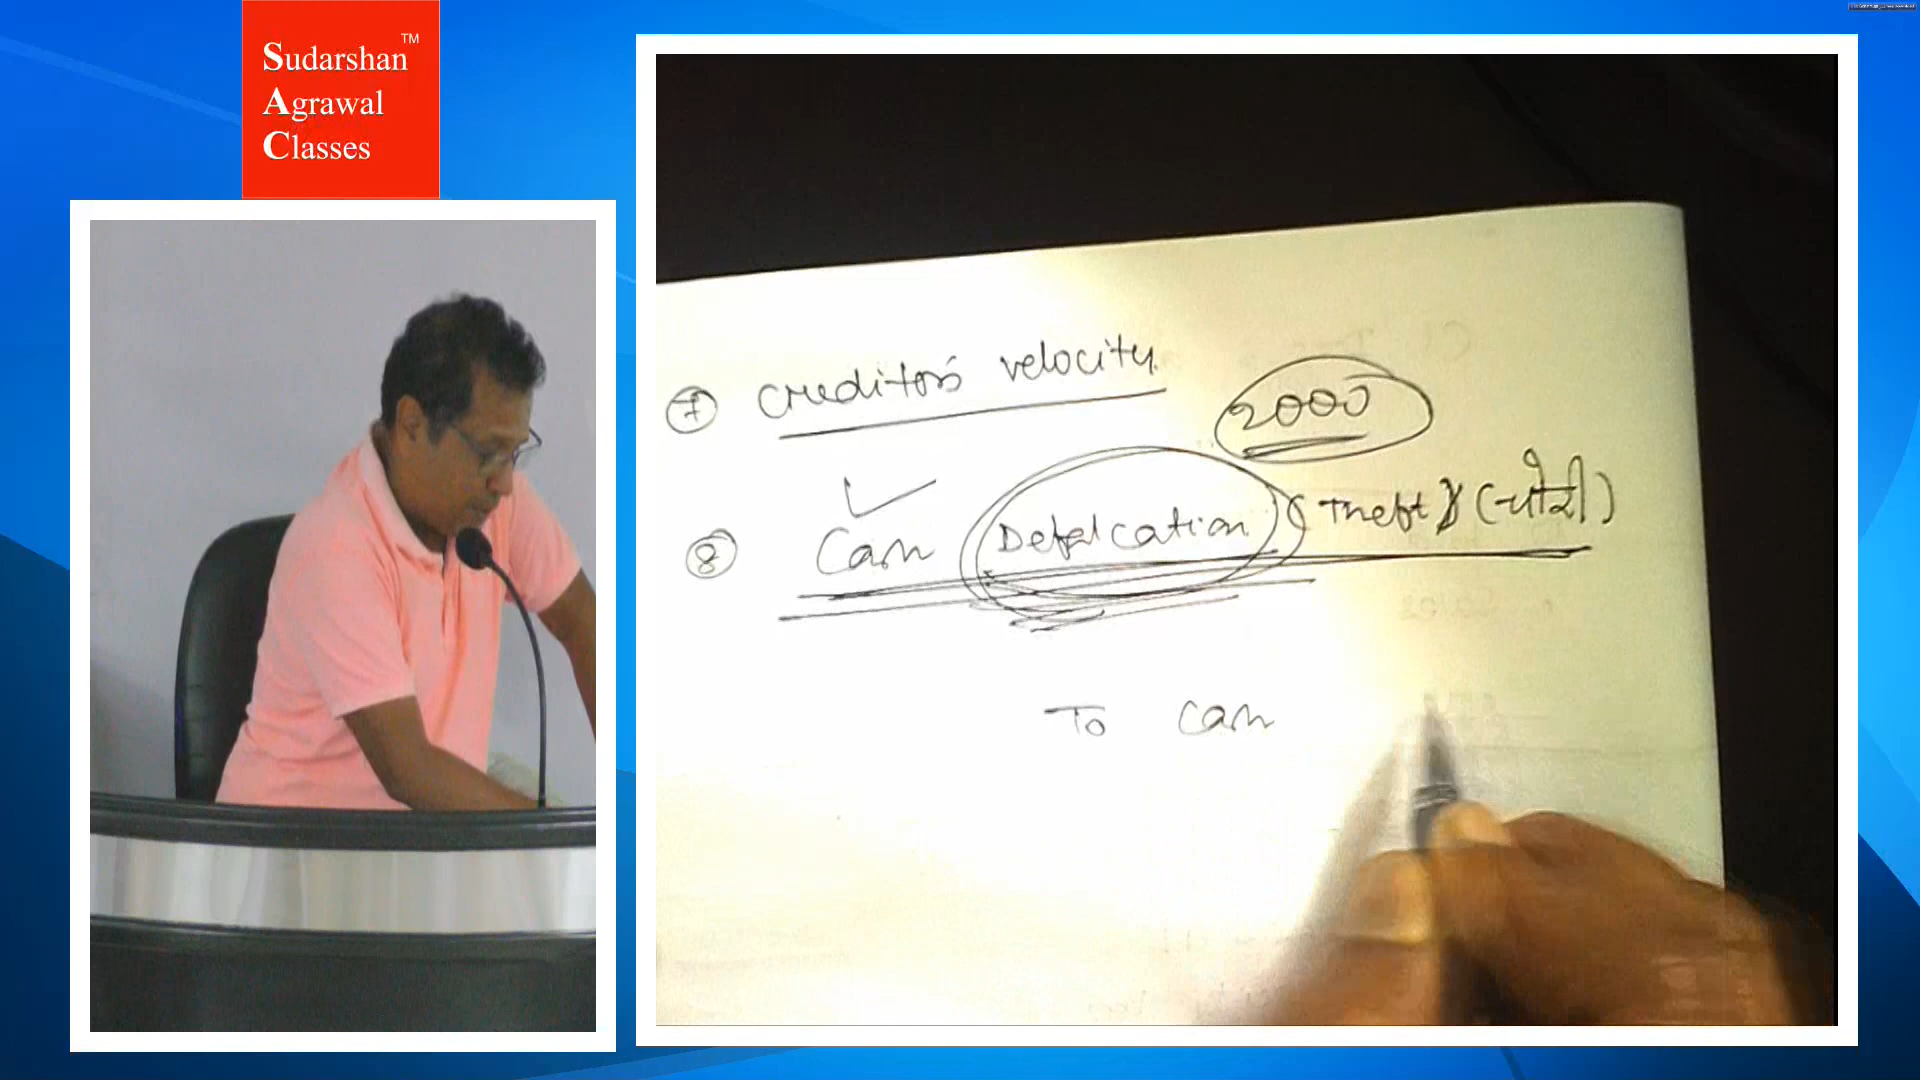 Sudarshan™
Agrawal
Classes
⑦ creditors velocity
2000
⑧ Cash Defalcation (Theft) (चोरी)
To cash